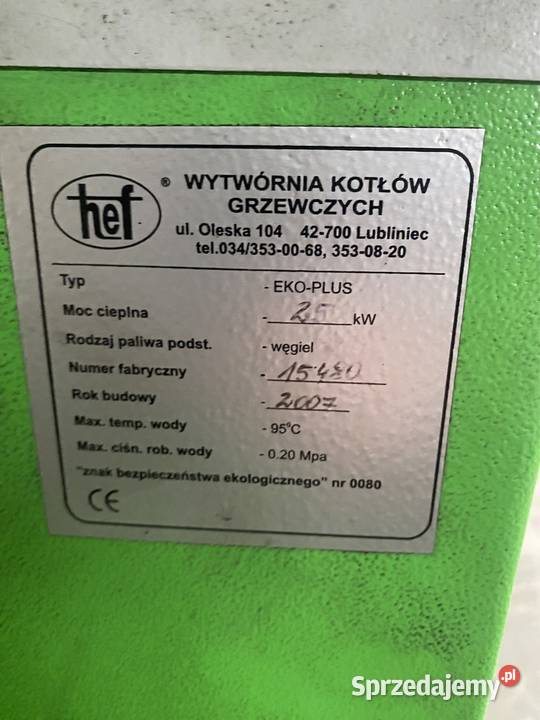 hef ® WYTWÓRNIA KOTŁÓW
GRZEWCZYCH
ul. Oleska 104 42-700 Lubliniec
tel.034/353-00-68, 353-08-20
Typ - EKO-PLUS
Moc cieplna - 25 kW
Rodzaj paliwa podst. - węgiel
Numer fabryczny - 15480
Rok budowy - 2007
Max. temp. wody - 95°C
Max. ciśn. rob. wody - 0.20 Mpa
"znak bezpieczeństwa ekologicznego" nr 0080
CE
Sprzedajemy.pl